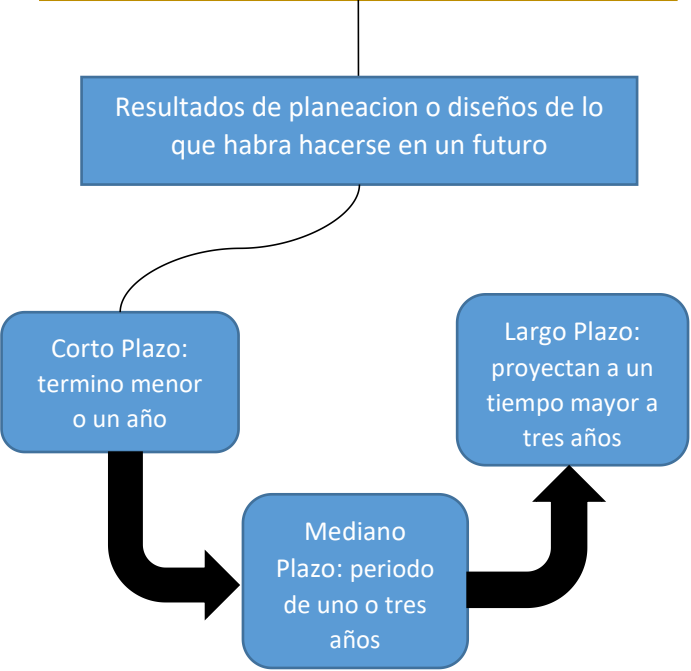 Resultados de planeacion o diseños de lo
que habra hacerse en un futuro
Corto Plazo:
termino menor
o un año
Mediano
Plazo: periodo
de uno o tres
años
Largo Plazo:
proyectan a un
tiempo mayor a
tres años